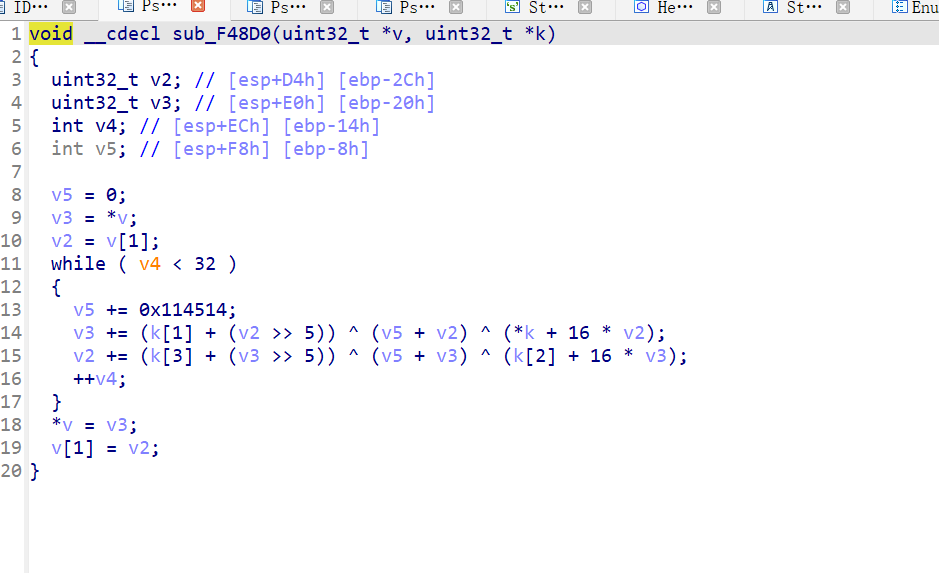 ID··· Ps··· Ps··· Ps··· St··· He··· St··· Enu
1 void __cdecl sub_F48D0(uint32_t *v, uint32_t *k)
2 {
3 uint32_t v2; // [esp+D4h] [ebp-2Ch]
4 uint32_t v3; // [esp+E0h] [ebp-20h]
5 int v4; // [esp+ECh] [ebp-14h]
6 int v5; // [esp+F8h] [ebp-8h]
7
8 v5 = 0;
9 v3 = *v;
10 v2 = v[1];
11 while ( v4 < 32 )
12 {
13 v5 += 0x114514;
14 v3 += (k[1] + (v2 >> 5)) ^ (v5 + v2) ^ (*k + 16 * v2);
15 v2 += (k[3] + (v3 >> 5)) ^ (v5 + v3) ^ (k[2] + 16 * v3);
16 ++v4;
17 }
18 *v = v3;
19 v[1] = v2;
20 }